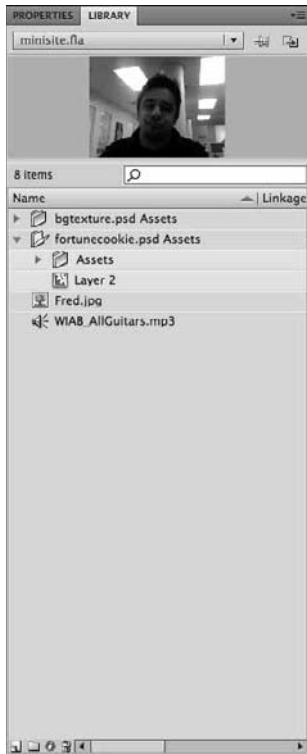 PROPERTIES LIBRARY
minisite.fla
8 items
Name Linkage
bgtexture.psd Assets
fortunecookie.psd Assets
Assets
Layer 2
Fred.jpg
WIAB_AllGuitars.mp3